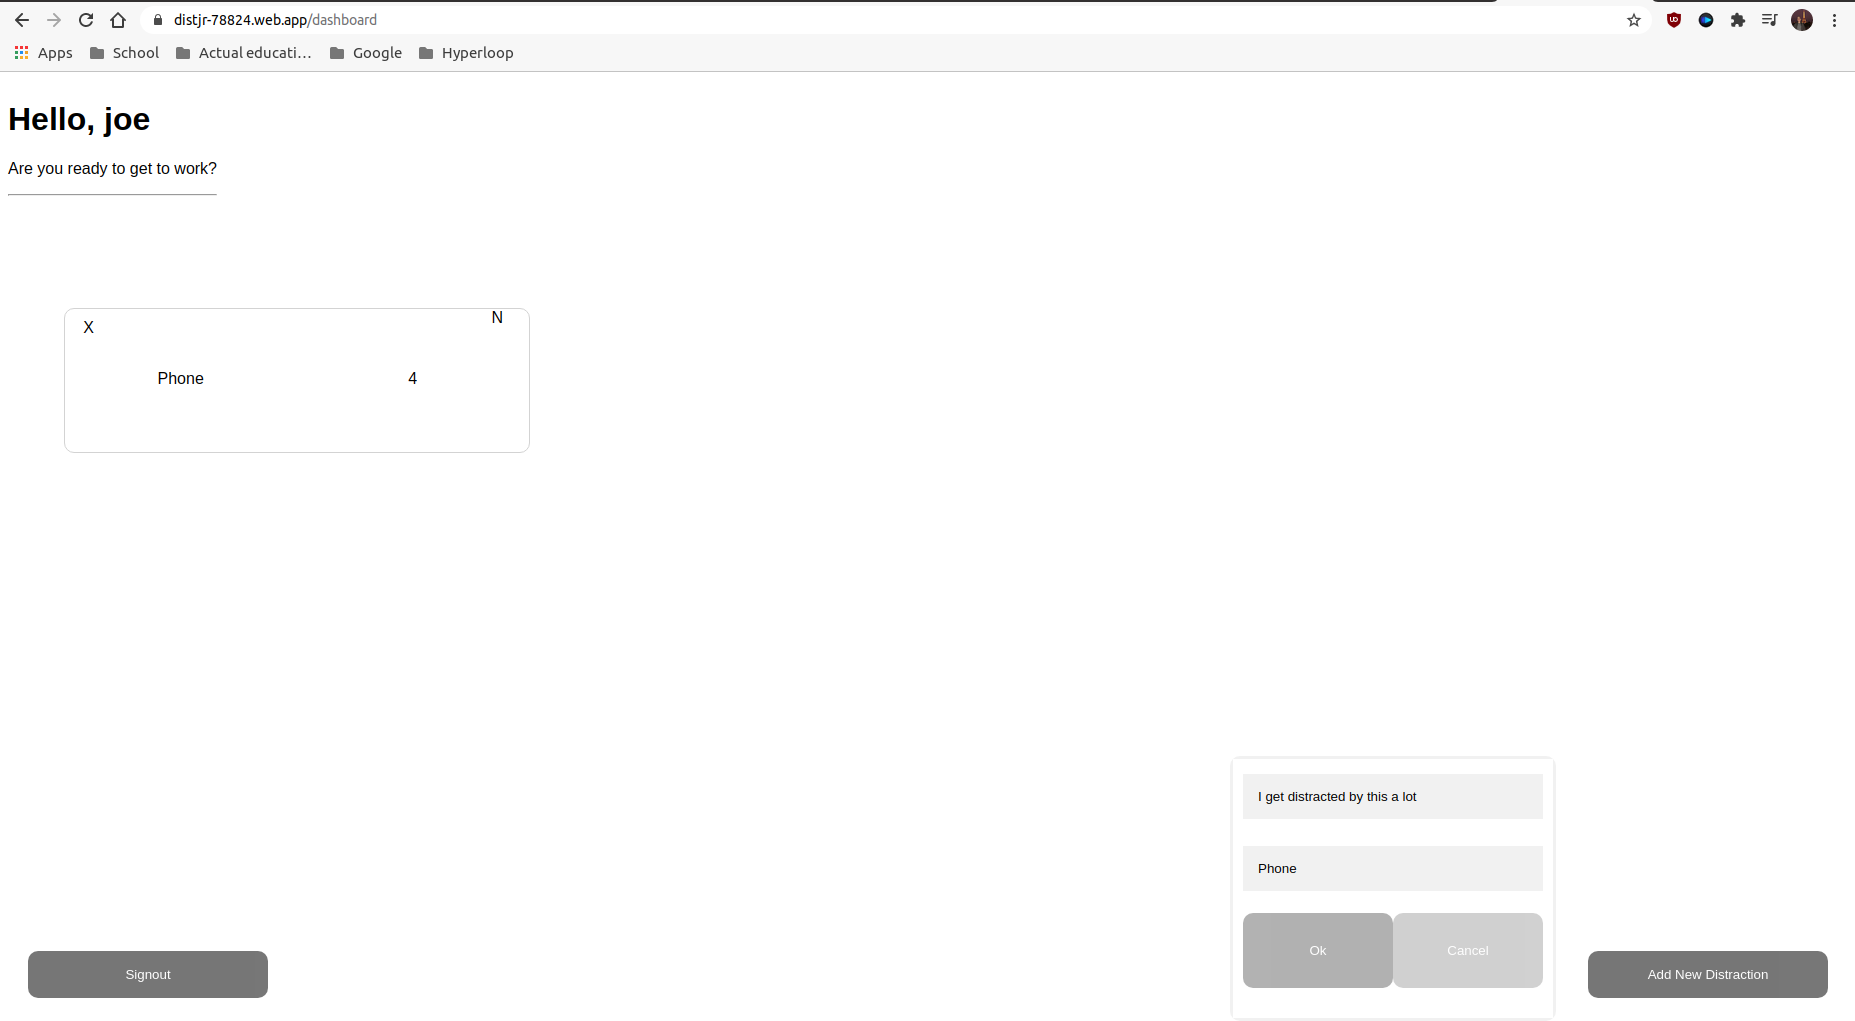 distjr-78824.web.app/dashboard
Apps School Actual educati... Google Hyperloop
Hello, joe
Are you ready to get to work?
X N
Phone 4
I get distracted by this a lot
Phone
Ok Cancel
Signout Add New Distraction